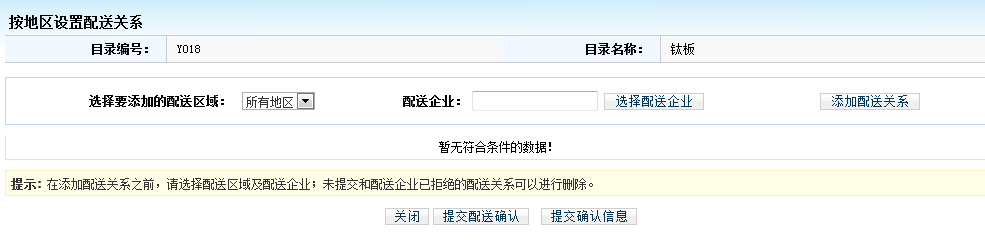 按地区设置配送关系
目录编号： Y018 目录名称： 钛板
选择要添加的配送区域： 所有地区 配送企业： 选择配送企业 添加配送关系
暂无符合条件的数据!
提示：在添加配送关系之前，请选择配送区域及配送企业；未提交和配送企业已拒绝的配送关系可以进行删除。
关闭 提交配送确认 提交确认信息